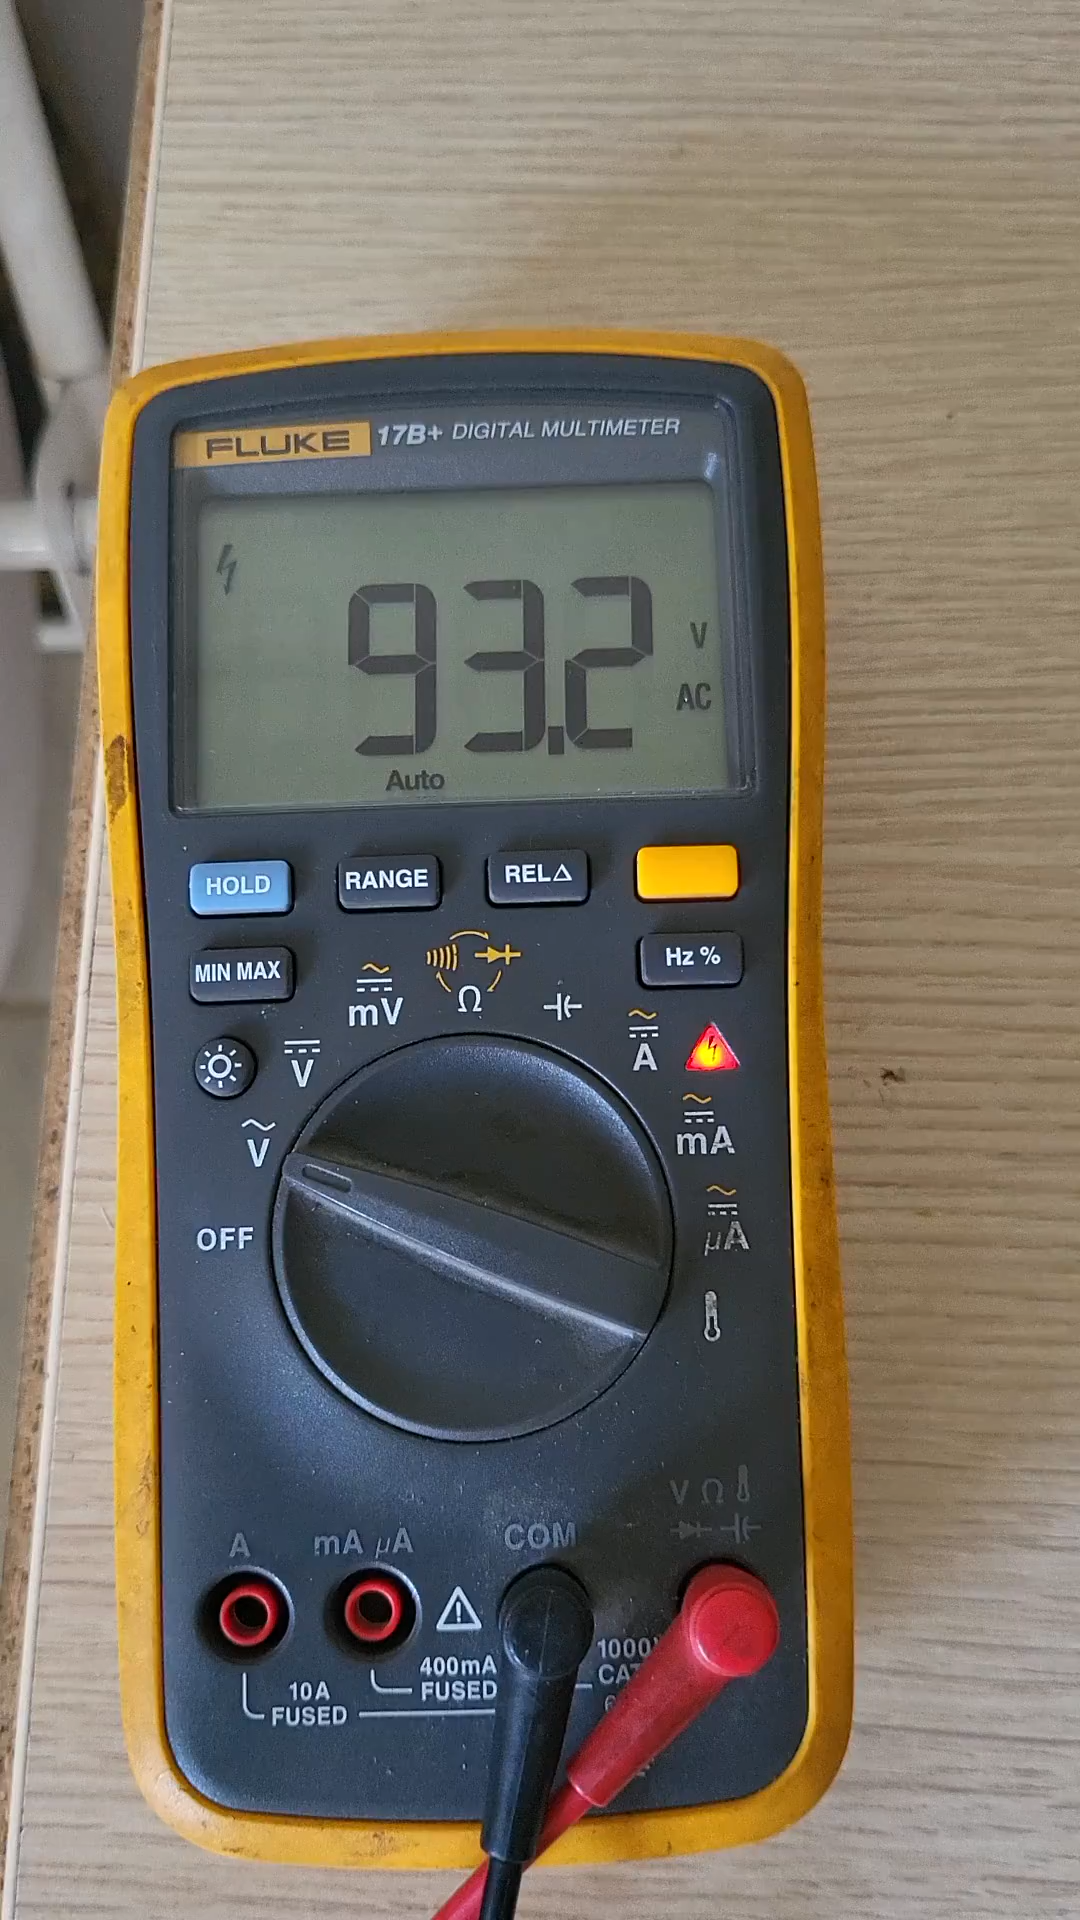 FLUKE 17B+ DIGITAL MULTIMETER
93.2 V
AC
Auto
HOLD RANGE REL△
MIN MAX Hz %
mV Ω A
V mA
V µA
OFF
V Ω
A mA µA COM
400mA
FUSED
10A
FUSED